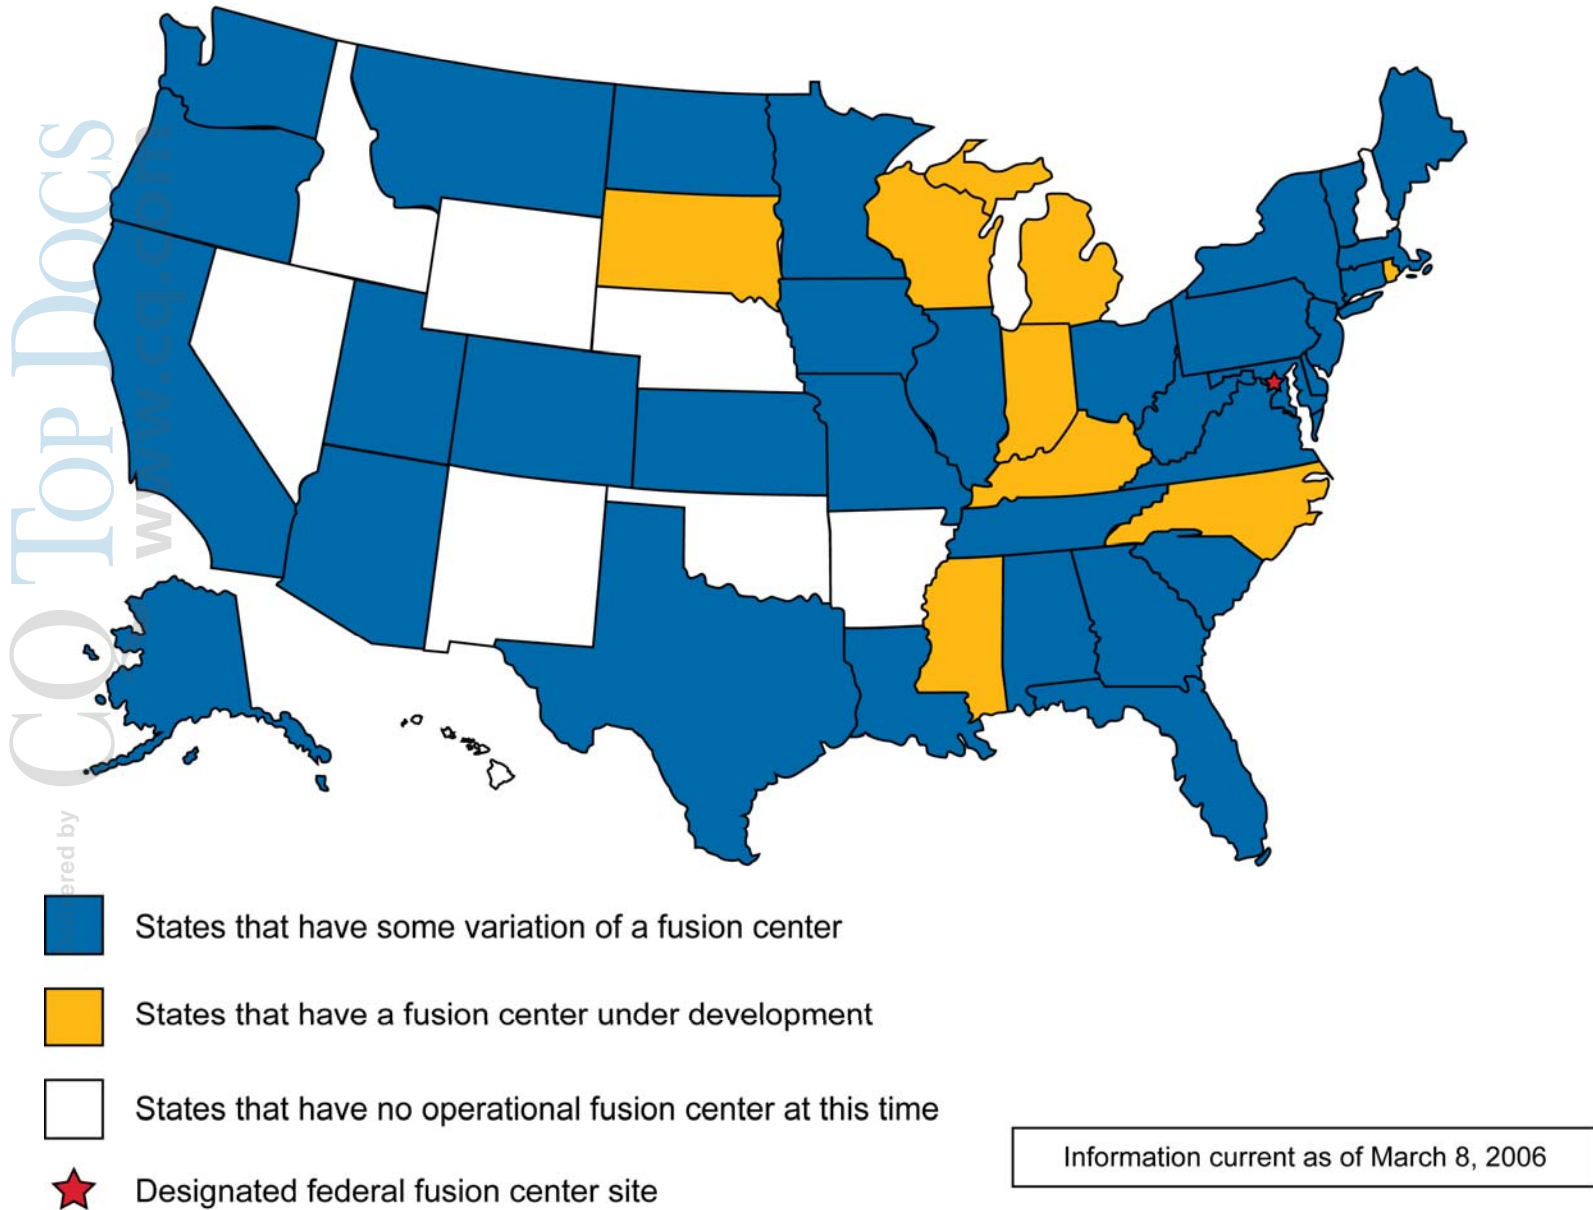 CQ TOP DOCS
www.cq.com
States that have some variation of a fusion center
States that have a fusion center under development
States that have no operational fusion center at this time
Designated federal fusion center site
Information current as of March 8, 2006